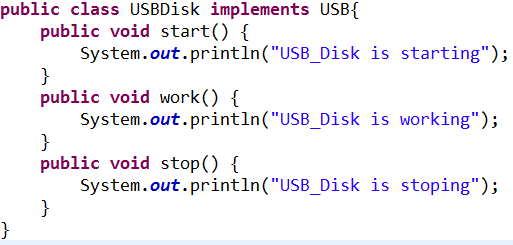 public class USBDisk implements USB{
    public void start() {
        System.out.println("USB_Disk is starting");
    }
    public void work() {
        System.out.println("USB_Disk is working");
    }
    public void stop() {
        System.out.println("USB_Disk is stoping");
    }
}